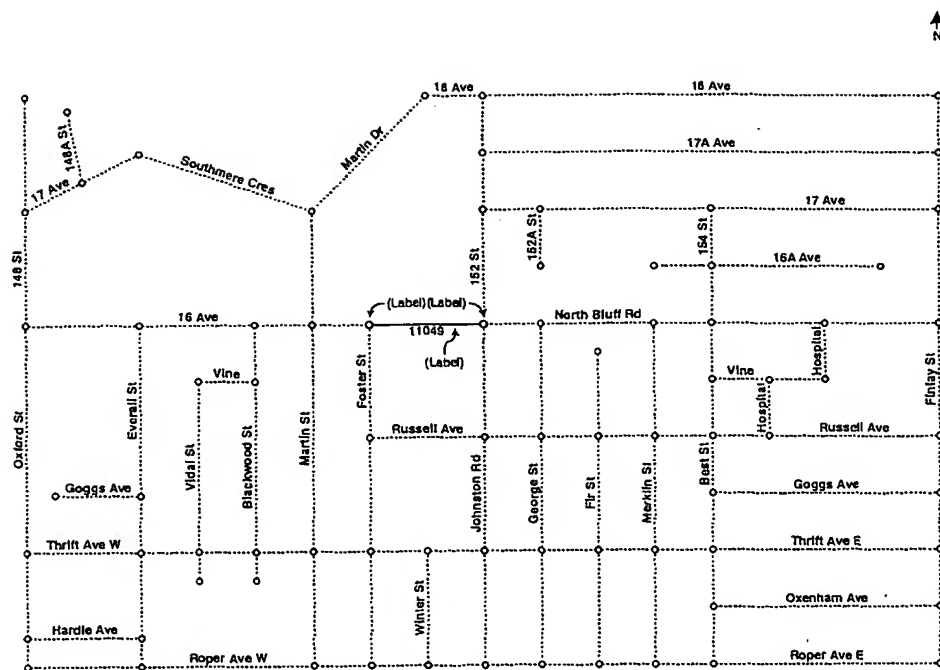 N
18 Ave
18 Ave
148A St
Martin Dr
17A Ave
Southmere Cres
17 Ave
17 Ave
148 St
152 St
152A St
154 St
16A Ave
(Label)(Label)
16 Ave
North Bluff Rd
11049
(Label)
Hospital
Vine
Vine
Hospital
Oxford St
Everall St
Vidal St
Blackwood St
Martin St
Foster St
Finlay St
Russell Ave
Russell Ave
Johnston Rd
George St
Fir St
Merklin St
Best St
Goggs Ave
Goggs Ave
Thrift Ave W
Thrift Ave E
Winter St
Oxenham Ave
Hardie Ave
Roper Ave W
Roper Ave E